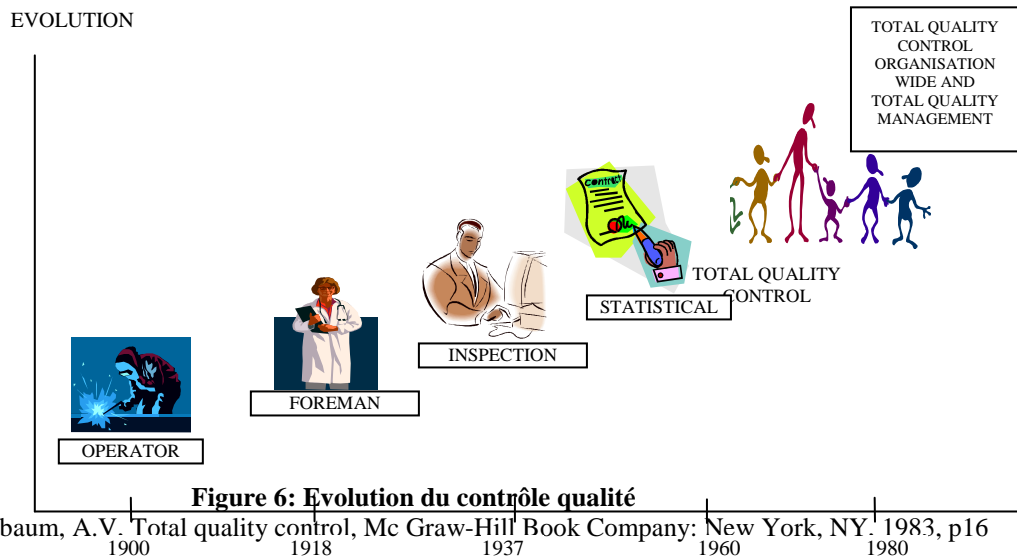 EVOLUTION
TOTAL QUALITY
CONTROL
ORGANISATION
WIDE AND
TOTAL QUALITY
MANAGEMENT
contract
TOTAL QUALITY
CONTROL
STATISTICAL
INSPECTION
FOREMAN
OPERATOR
Figure 6: Evolution du contrôle qualité
baum, A.V. Total quality control, Mc Graw-Hill Book Company: New York, NY, 1983, p16
1900 1918 1937 1960 1980